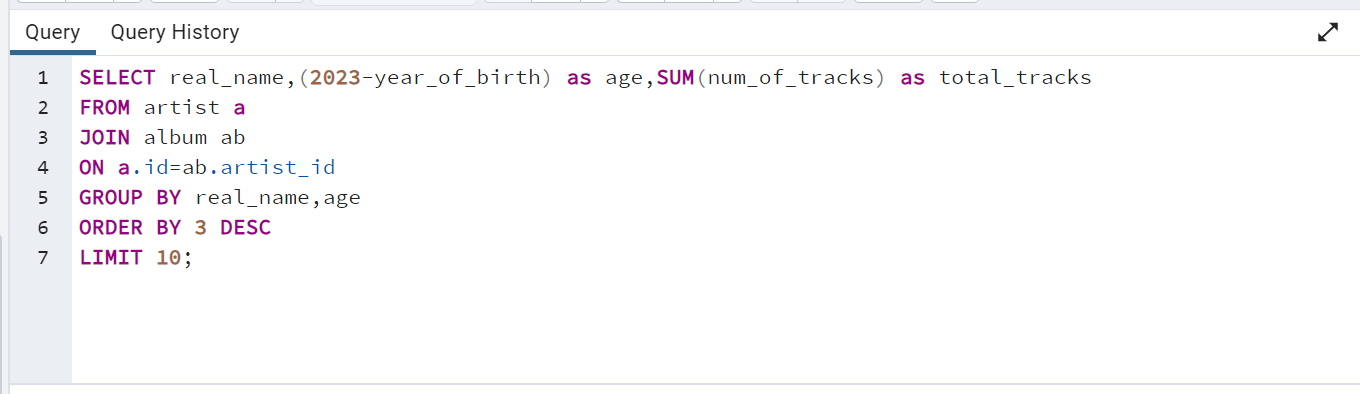 Query Query History
1 SELECT real_name,(2023-year_of_birth) as age,SUM(num_of_tracks) as total_tracks
2 FROM artist a
3 JOIN album ab
4 ON a.id=ab.artist_id
5 GROUP BY real_name,age
6 ORDER BY 3 DESC
7 LIMIT 10;